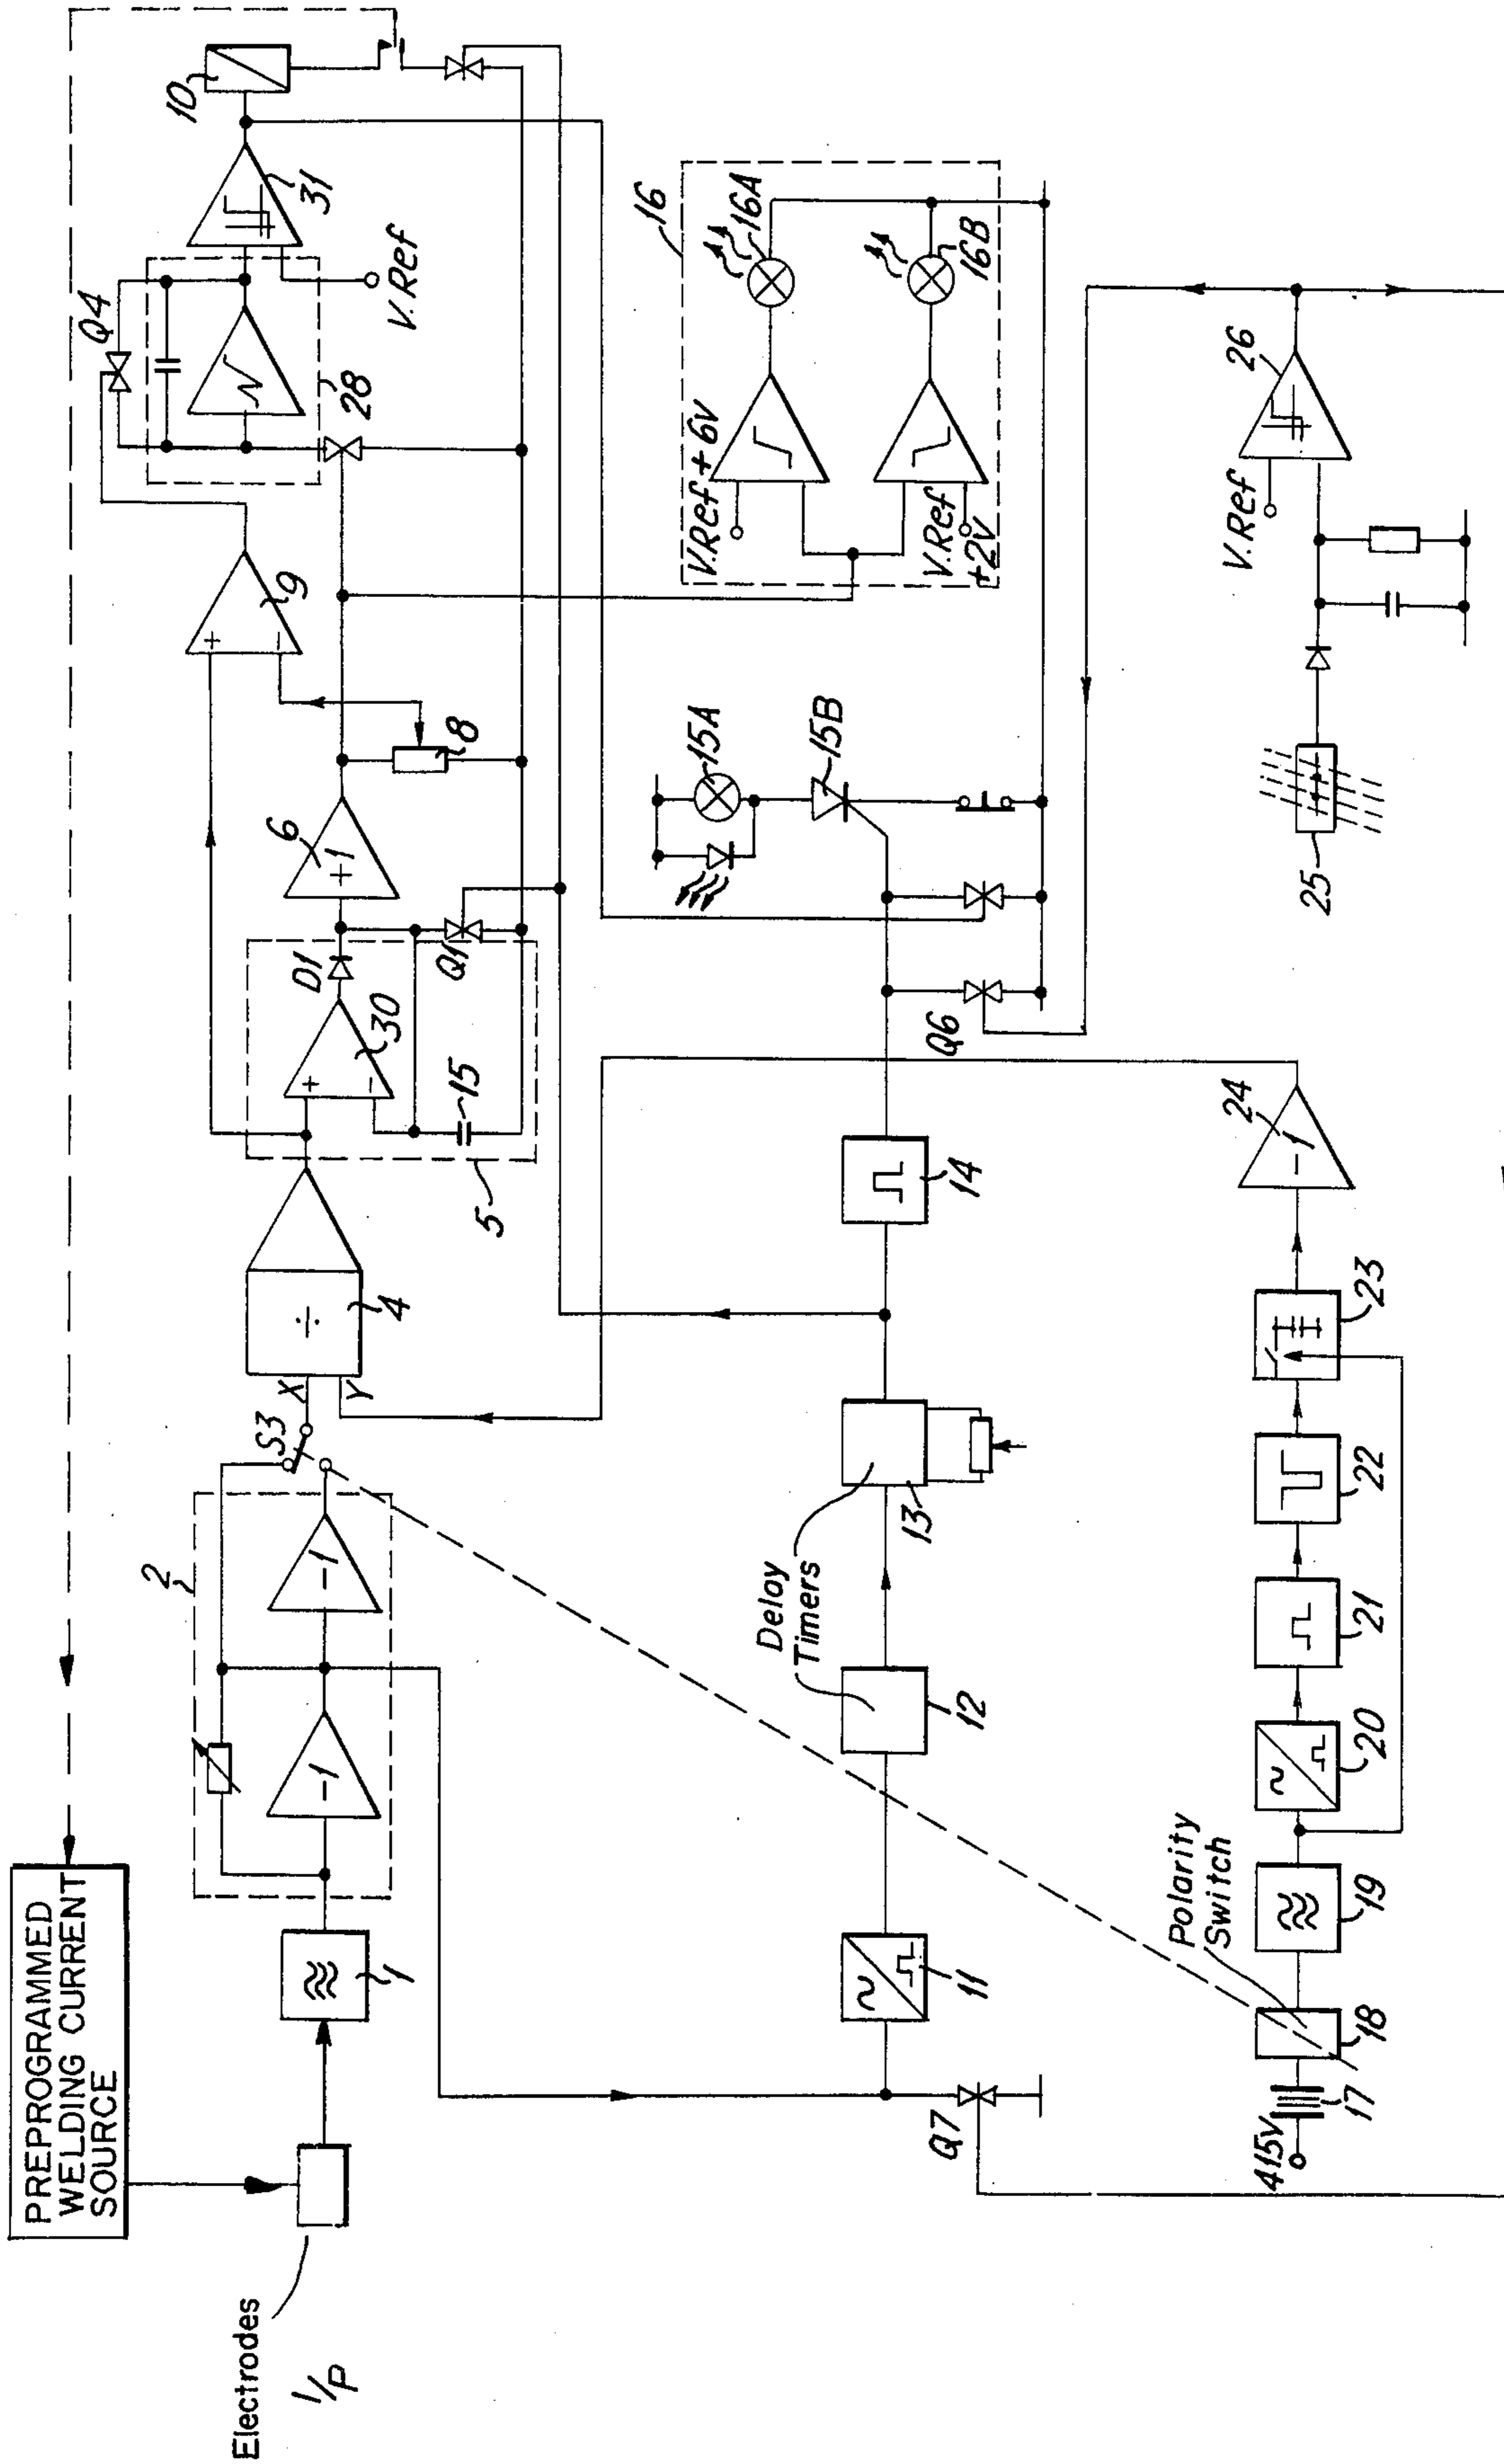 PREPROGRAMMED
WELDING CURRENT
SOURCE
Electrodes
1/P
1
2
-1
-1
S3
X
Y
÷
4
5
+
-
30
D1
15
Q1
6
+1
8
9
+
-
Q4
28
31
V.Ref
10
11
12
Delay
Timers
13
14
Q6
15A
15B
16
V.Ref + 6V
V.Ref
+2V
16A
16B
Q7
415V
17
18
Polarity
Switch
19
20
21
22
23
24
-1
25
V.Ref
26